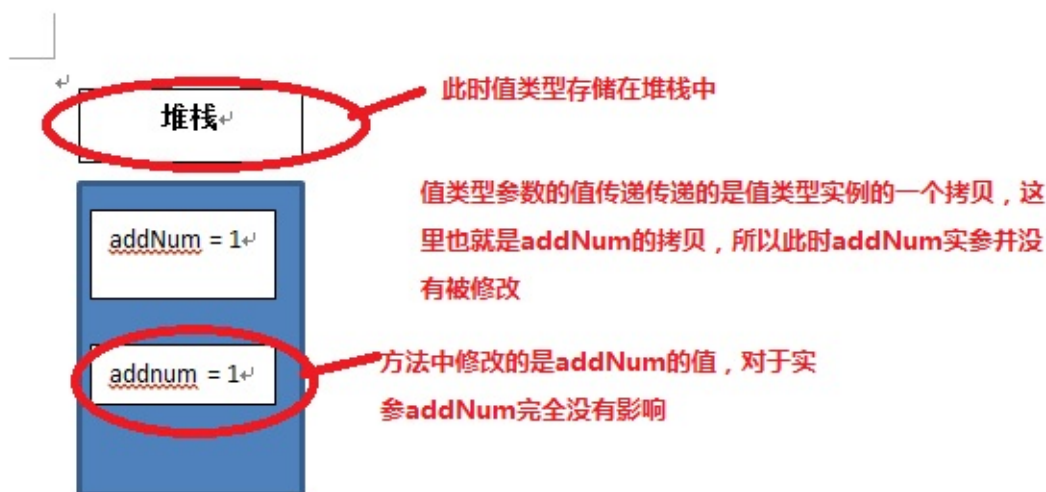 此时值类型存储在堆栈中
堆栈
值类型参数的值传递传递的是值类型实例的一个拷贝，这
里也就是addNum的拷贝，所以此时addNum实参并没
有被修改
addNum = 1
方法中修改的是addNum的值，对于实
参addNum完全没有影响
addnum = 1